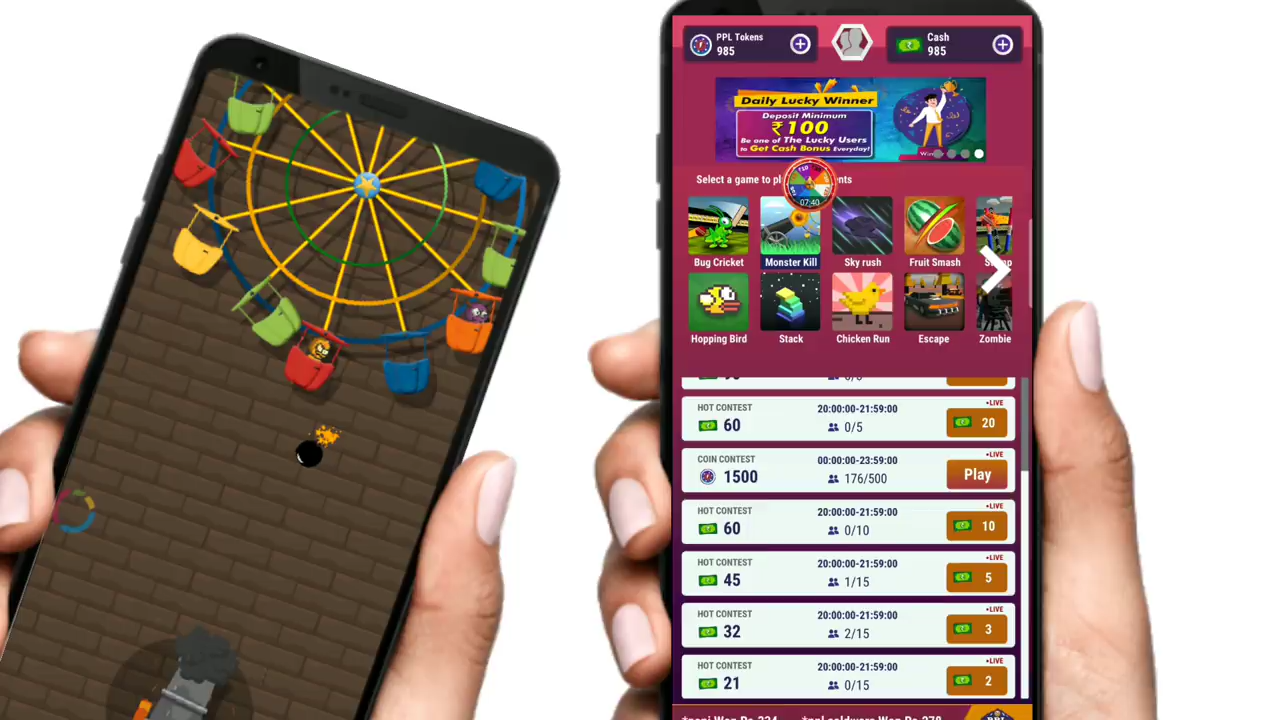 PPL Tokens
985
Cash
985
Daily Lucky Winner
Deposit Minimum
₹100
Be one of The Lucky Users
to Get Cash Bonus Everyday!
Select a game to pl
nts
07:40
Bug Cricket
Monster Kill
Sky rush
Fruit Smash
Hopping Bird
Stack
Chicken Run
Escape
Zombie
HOT CONTEST 20:00:00-21:59:00 •LIVE
60 0/5 20
COIN CONTEST 00:00:00-23:59:00 •LIVE
1500 176/500 Play
HOT CONTEST 20:00:00-21:59:00 •LIVE
60 0/10 10
HOT CONTEST 20:00:00-21:59:00 •LIVE
45 1/15 5
HOT CONTEST 20:00:00-21:59:00 •LIVE
32 2/15 3
HOT CONTEST 20:00:00-21:59:00 •LIVE
21 0/15 2